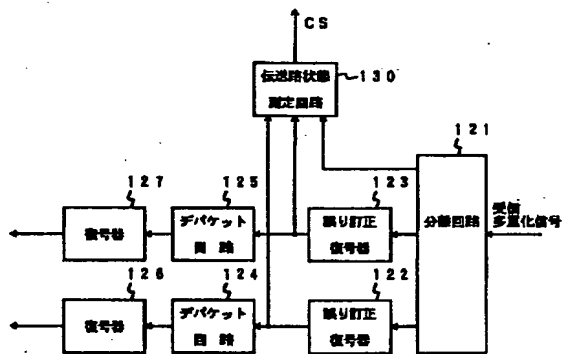 CS
伝送路状態
測定回路
130
121
127
125
123
復号器
デパケット
回路
誤り訂正
復号器
分離回路
受信
多重化信号
126
124
122
復号器
デパケット
回路
誤り訂正
復号器